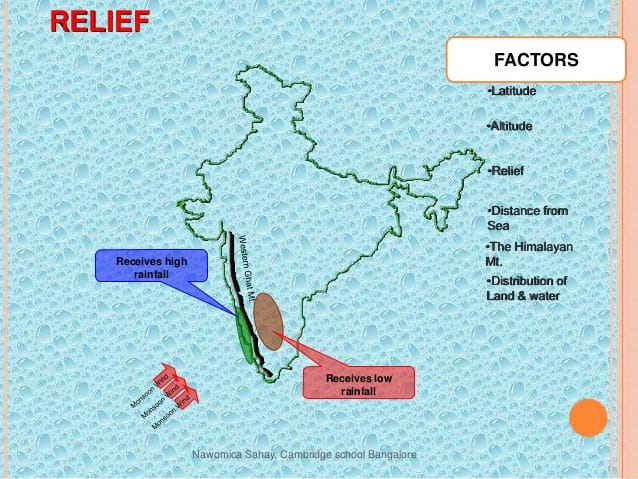 RELIEF
FACTORS
•Latitude
•Altitude
•Relief
•Distance from
Sea
•The Himalayan
Mt.
•Distribution of
Land & water
Western Ghat Mt.
Receives high
rainfall
Receives low
rainfall
Monsoon Wind
Monsoon Wind
Monsoon Wind
Nawomica Sahay, Cambridge school Bangalore